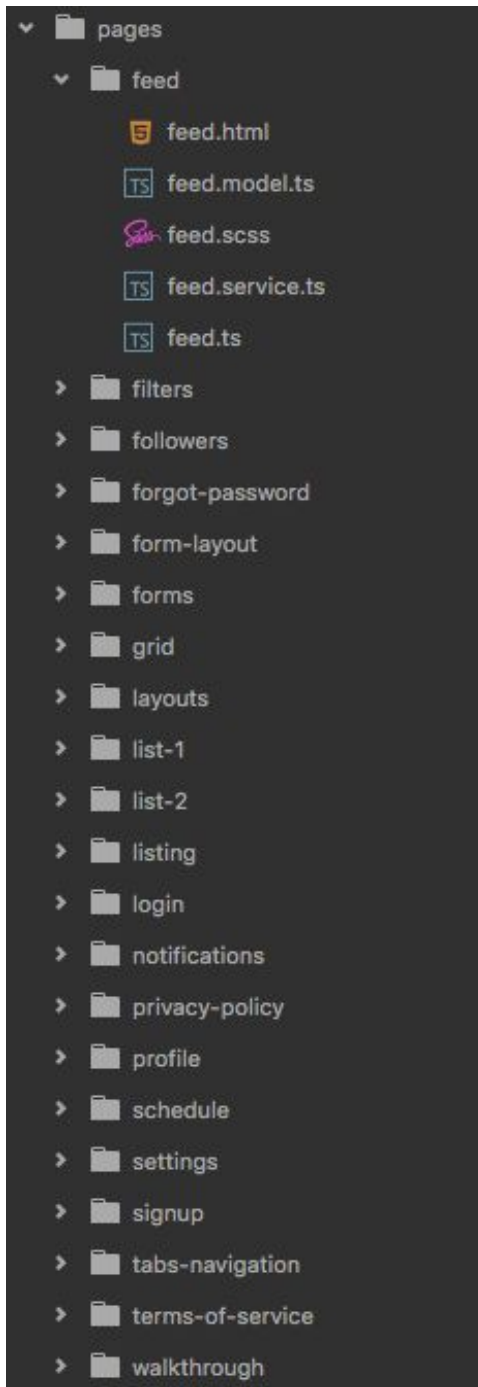 pages
feed
feed.html
feed.model.ts
feed.scss
feed.service.ts
feed.ts
filters
followers
forgot-password
form-layout
forms
grid
layouts
list-1
list-2
listing
login
notifications
privacy-policy
profile
schedule
settings
signup
tabs-navigation
terms-of-service
walkthrough